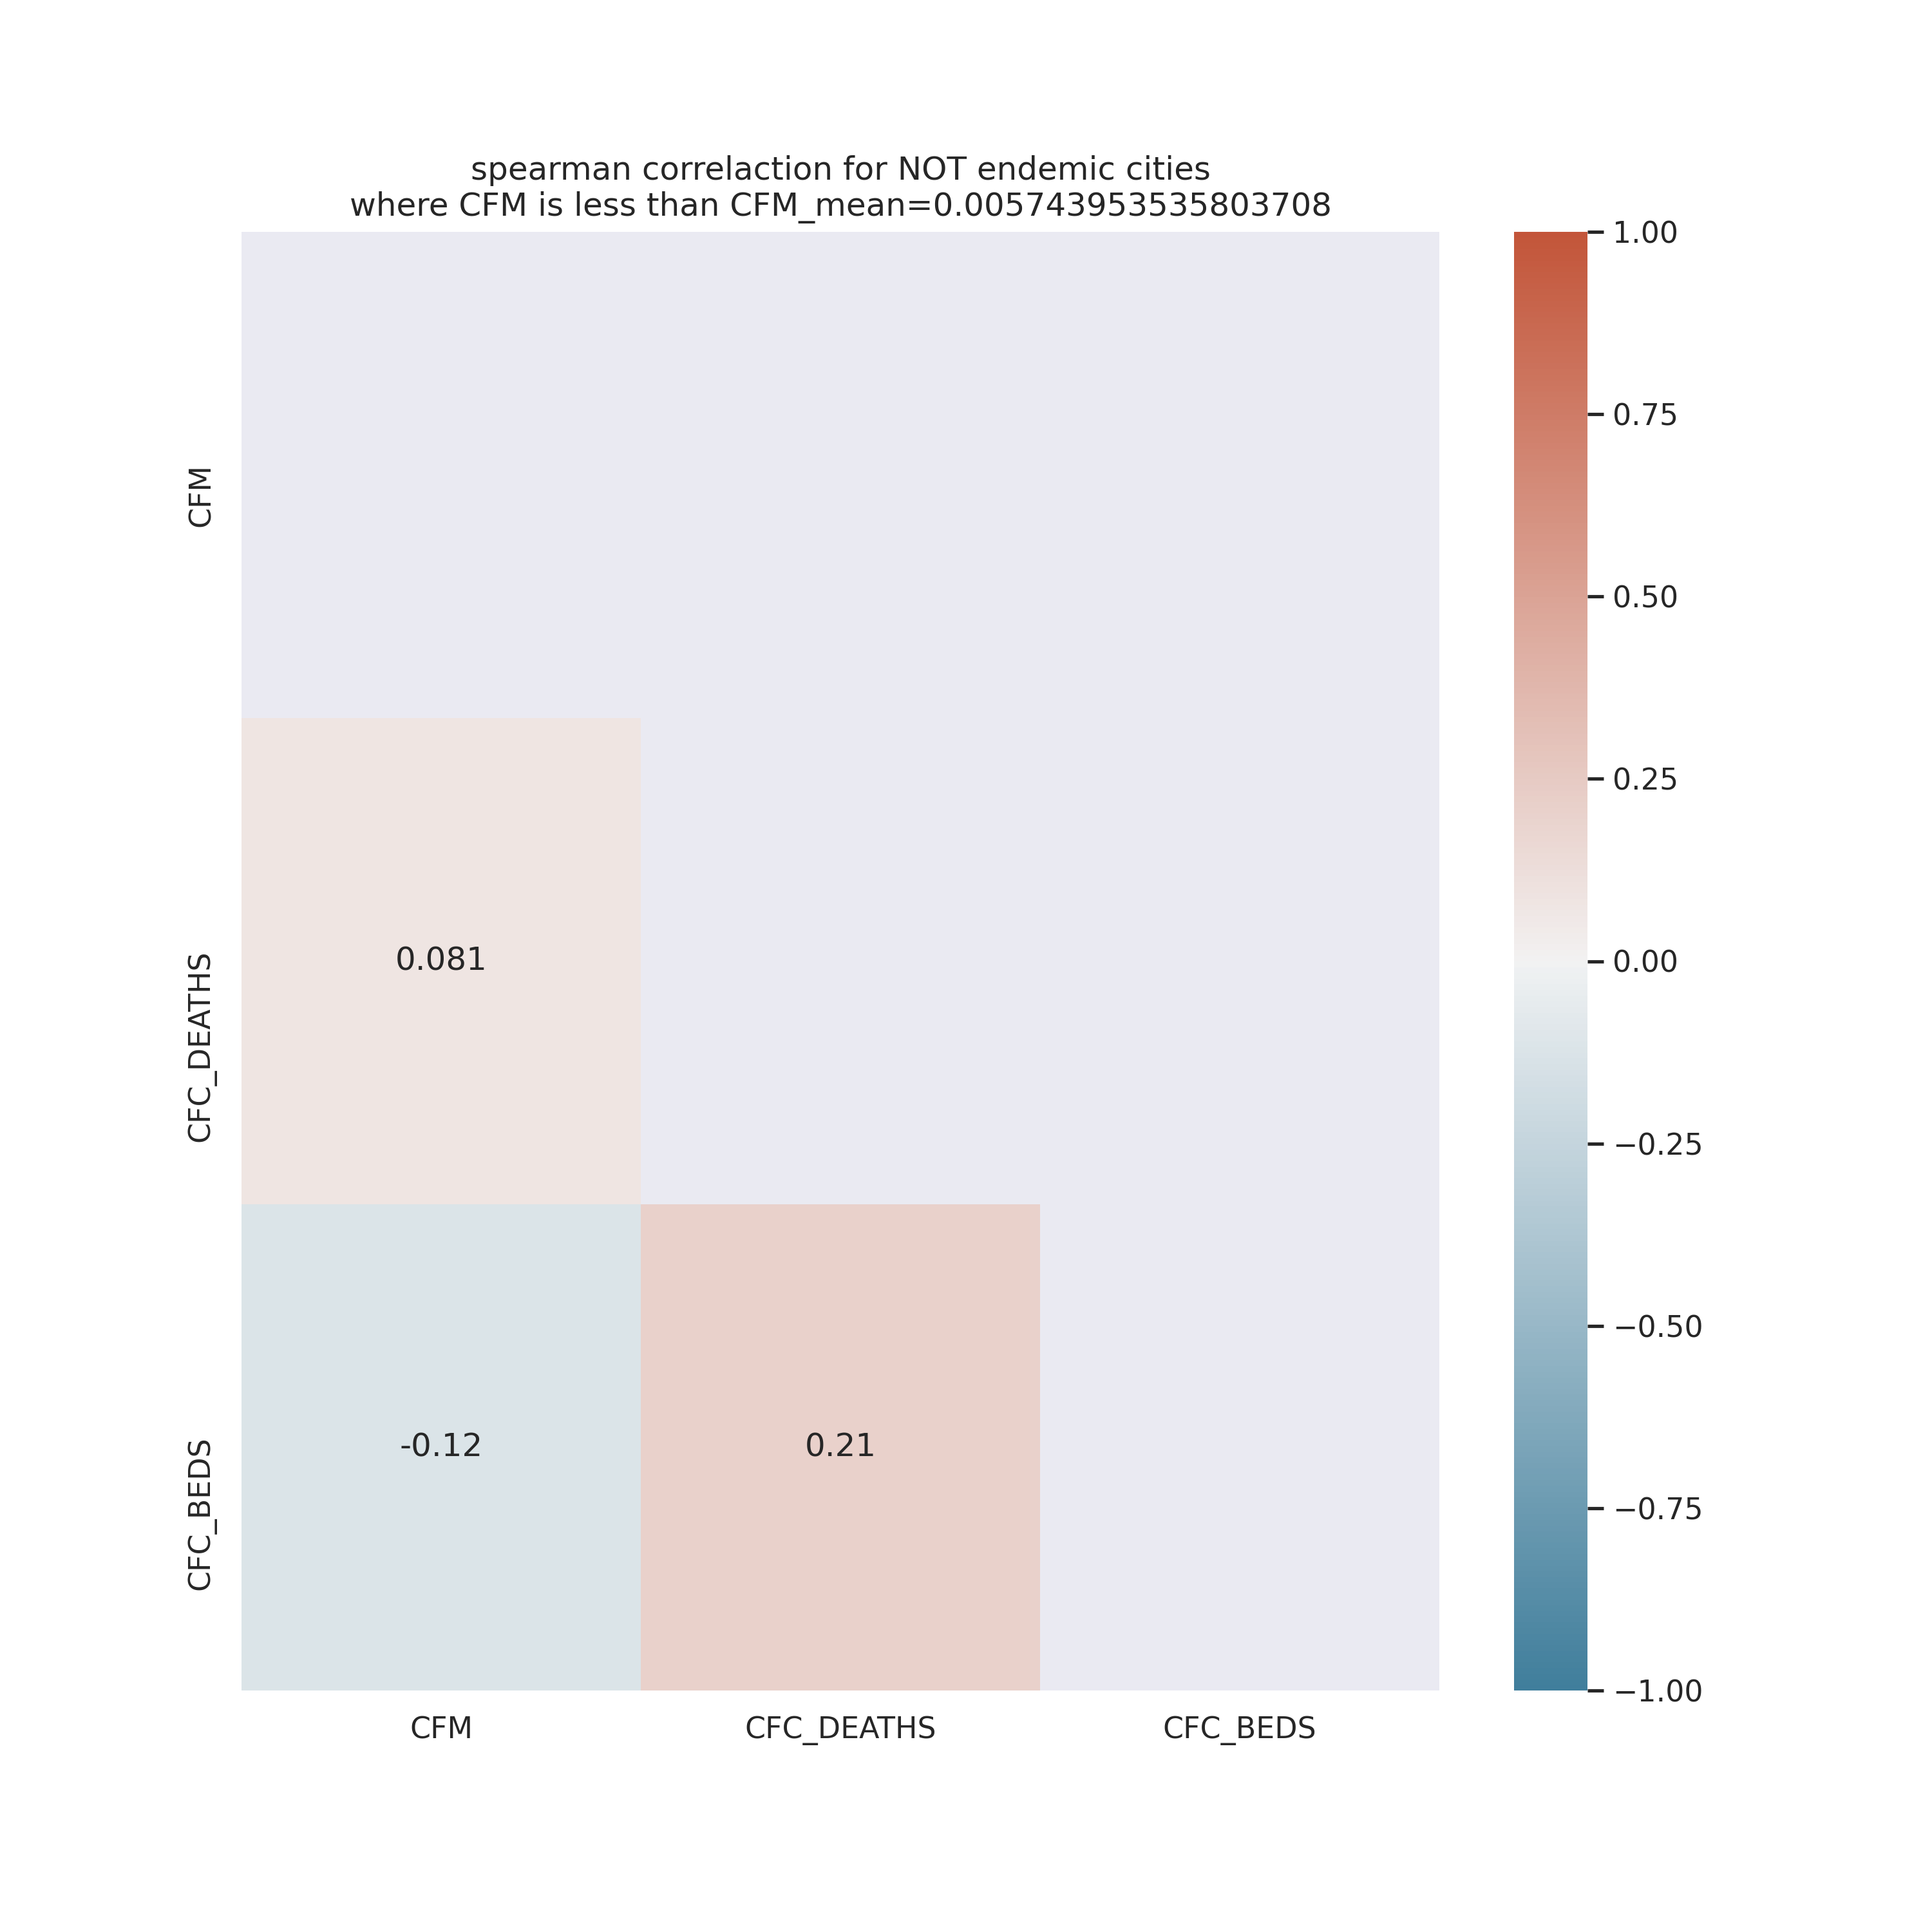 spearman correlaction for NOT endemic cities
where CFM is less than CFM_mean=0.005743953535803708
CFM
CFC_DEATHS
CFC_BEDS
0.081
-0.12 0.21
CFM CFC_DEATHS CFC_BEDS
1.00
0.75
0.50
0.25
0.00
−0.25
−0.50
−0.75
−1.00